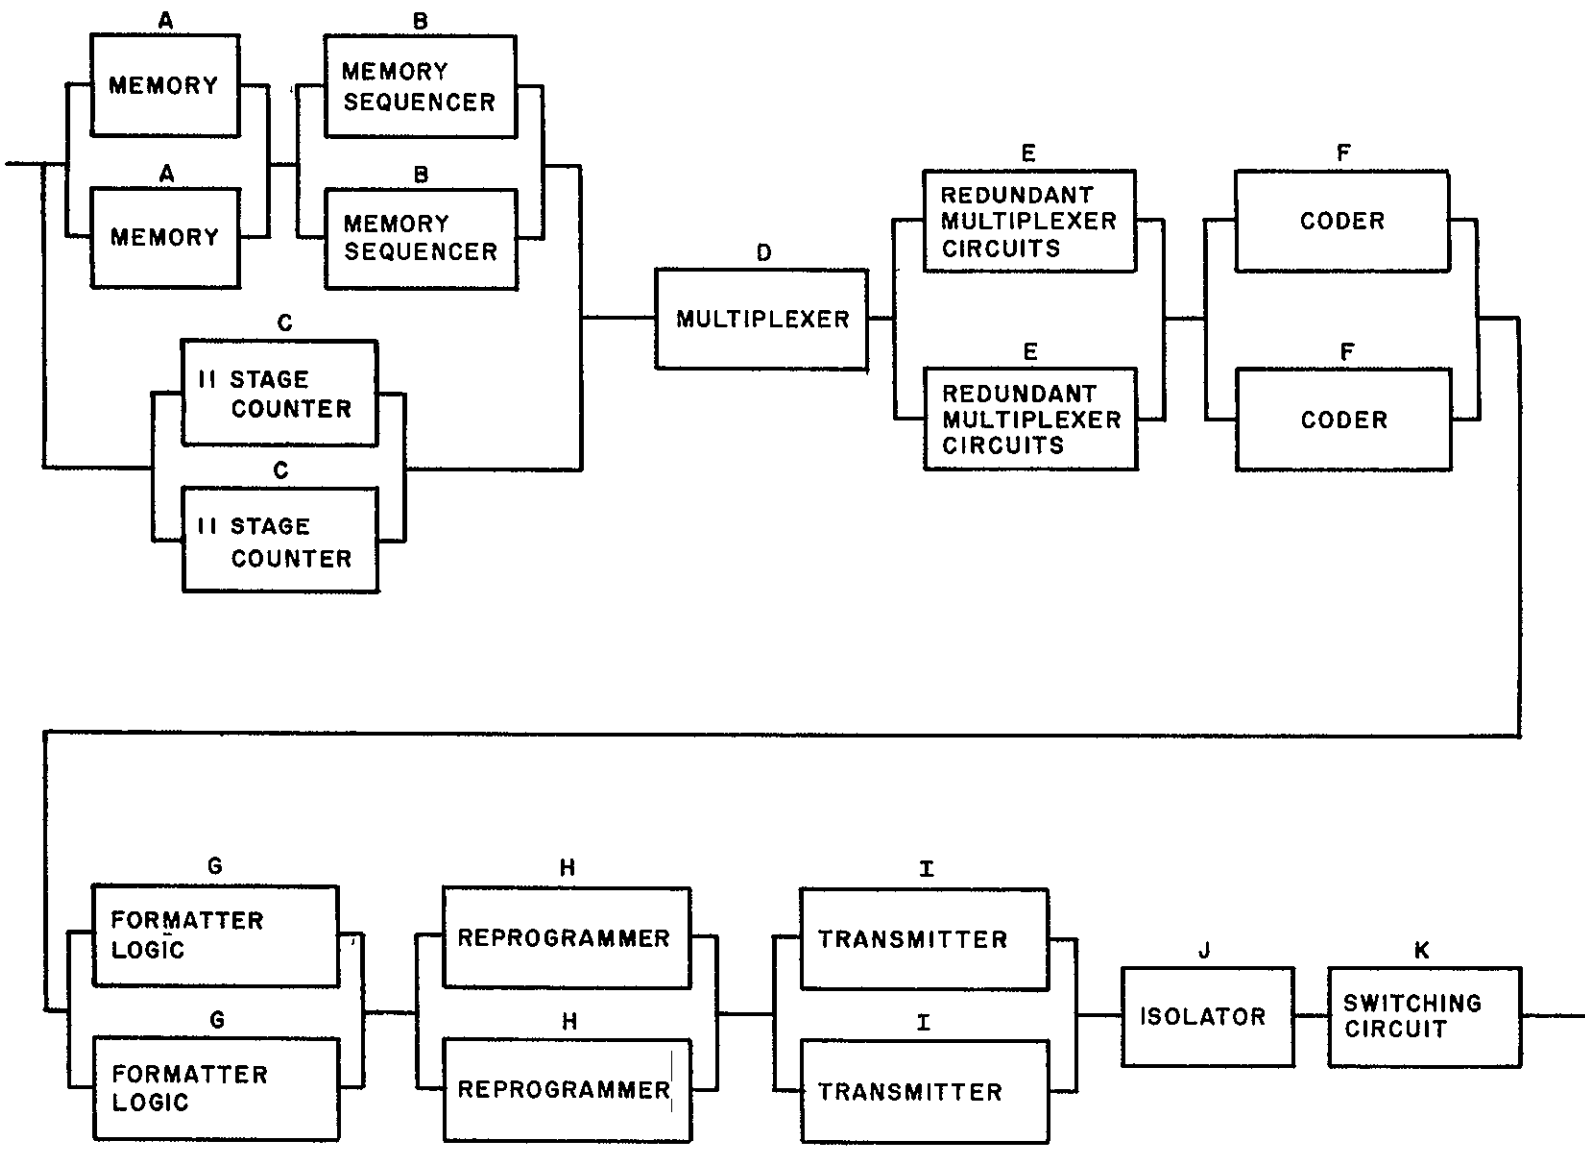 A
MEMORY
B
MEMORY
SEQUENCER
A
MEMORY
B
MEMORY
SEQUENCER
C
11 STAGE
COUNTER
C
11 STAGE
COUNTER
D
MULTIPLEXER
E
REDUNDANT
MULTIPLEXER
CIRCUITS
F
CODER
E
REDUNDANT
MULTIPLEXER
CIRCUITS
F
CODER
G
FORMATTER
LOGIC
H
REPROGRAMMER
I
TRANSMITTER
G
FORMATTER
LOGIC
H
REPROGRAMMER
I
TRANSMITTER
J
ISOLATOR
K
SWITCHING
CIRCUIT